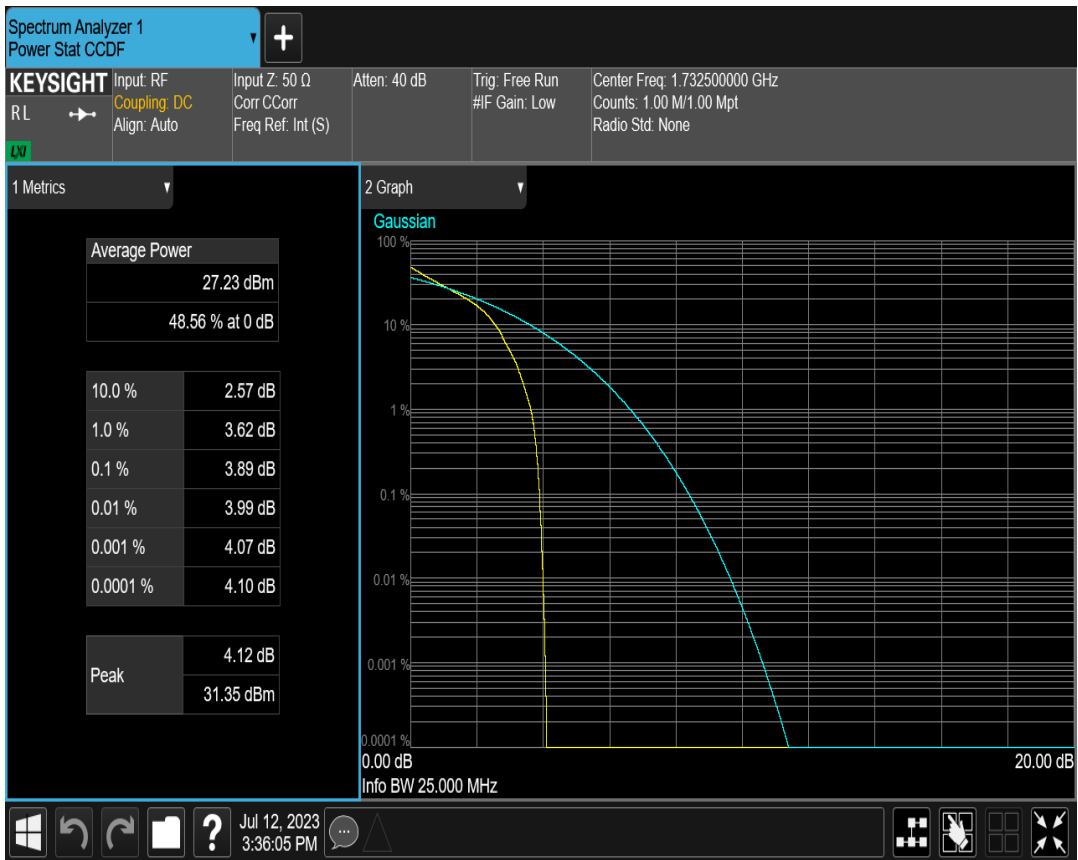 Spectrum Analyzer 1
Power Stat CCDF
KEYSIGHT
RL
LXI
Input: RF
Coupling: DC
Align: Auto
Input Z: 50 Ω
Corr CCorr
Freq Ref: Int (S)
Atten: 40 dB
Trig: Free Run
#IF Gain: Low
Center Freq: 1.732500000 GHz
Counts: 1.00 M/1.00 Mpt
Radio Std: None
1 Metrics
Average Power
27.23 dBm
48.56 % at 0 dB
10.0 % 2.57 dB
1.0 % 3.62 dB
0.1 % 3.89 dB
0.01 % 3.99 dB
0.001 % 4.07 dB
0.0001 % 4.10 dB
Peak
4.12 dB
31.35 dBm
2 Graph
Gaussian
100 %
10 %
1 %
0.1 %
0.01 %
0.001 %
0.0001 %
0.00 dB 20.00 dB
Info BW 25.000 MHz
?
Jul 12, 2023
3:36:05 PM